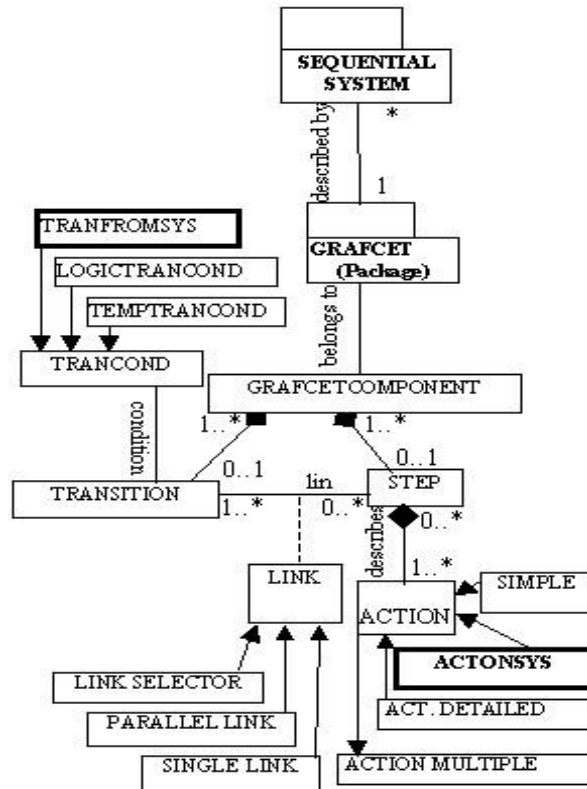 SEQUENTIAL
SYSTEM
described by
*
1
GRAFCET
(Package)
TRANFROMSYS
LOGICTRANCOND
TEMPTRANCOND
belongs to
TRANCOND
GRAFCETCOMPONENT
condition
1..*
1..*
0..1
0..1
TRANSITION
lin
STEP
1..*
0..*
0..*
describes
LINK
1..*
SIMPLE
ACTION
ACTONSYS
LINK SELECTOR
ACT. DETAILED
PARALLEL LINK
SINGLE LINK
ACTION MULTIPLE